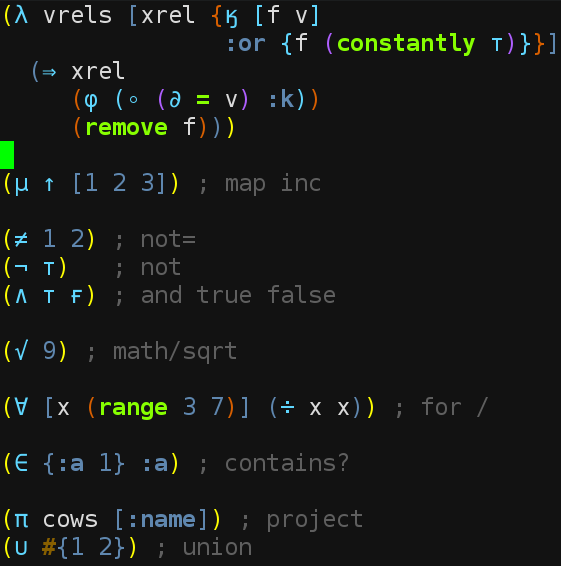 (λ vrels [xrel {ӄ [f v]
                :or {f (constantly т)}}]
  (⇒ xrel
     (φ (∘ (∂ = v) :k))
     (remove f)))
(μ ↑ [1 2 3]) ; map inc
(≠ 1 2) ; not=
(¬ т)   ; not
(∧ т ғ) ; and true false
(√ 9) ; math/sqrt
(∀ [x (range 3 7)] (÷ x x)) ; for /
(∈ {:a 1} :a) ; contains?
(π cows [:name]) ; project
(∪ #{1 2}) ; union